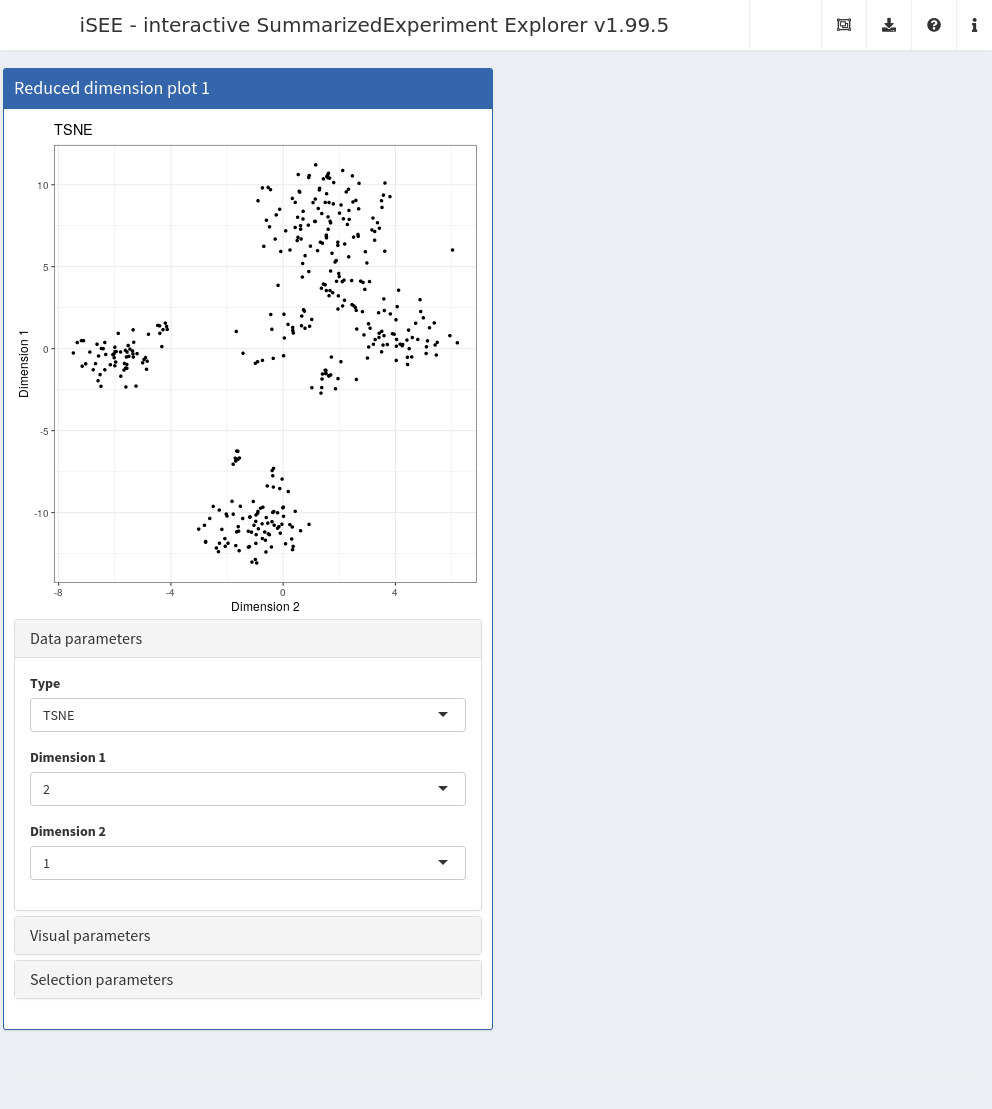 iSEE - interactive SummarizedExperiment Explorer v1.99.5
Reduced dimension plot 1
TSNE
10
5
0
-5
-10
Dimension 1
-8
-4
0
4
Dimension 2
Data parameters
Type
TSNE
Dimension 1
2
Dimension 2
1
Visual parameters
Selection parameters